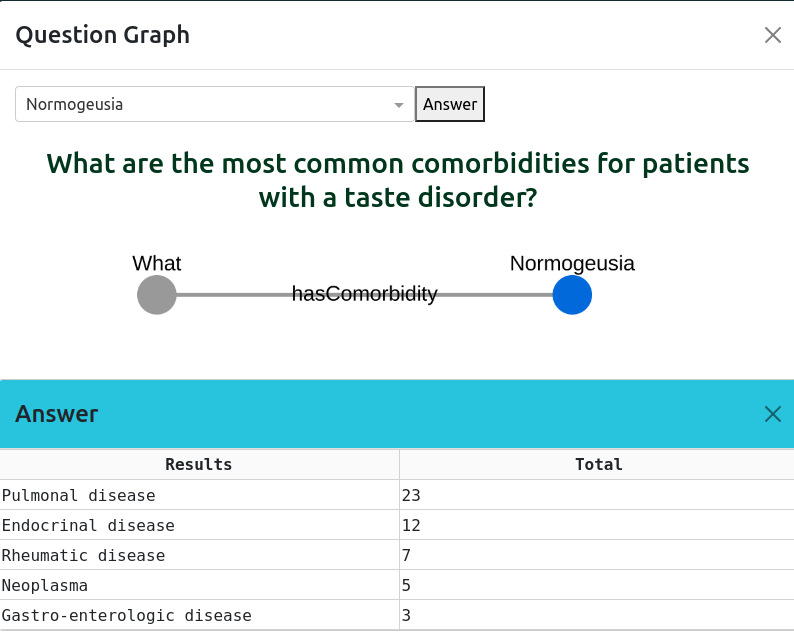 Question Graph
Normogeusia
Answer
What are the most common comorbidities for patients
with a taste disorder?
What
Normogeusia
hasComorbidity
Answer
Results Total
Pulmonal disease 23
Endocrinal disease 12
Rheumatic disease 7
Neoplasma 5
Gastro-enterologic disease 3